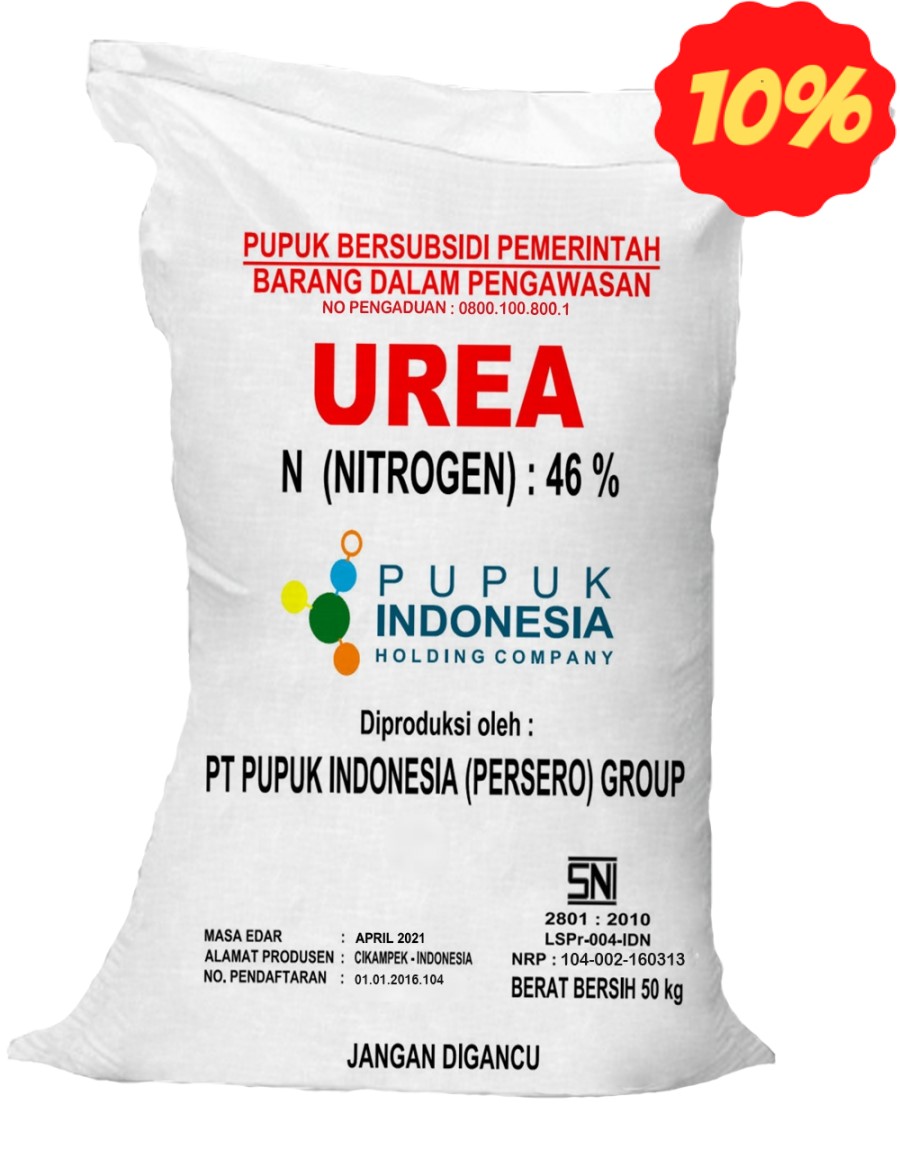 10%
PUPUK BERSUBSIDI PEMERINTAH
BARANG DALAM PENGAWASAN
NO PENGADUAN : 0800.100.800.1
UREA
N (NITROGEN) : 46 %
PUPUK
INDONESIA
HOLDING COMPANY
Diproduksi oleh :
PT PUPUK INDONESIA (PERSERO) GROUP
SNI
2801 : 2010
LSPr-004-IDN
NRP : 104-002-160313
BERAT BERSIH 50 kg
MASA EDAR : APRIL 2021
ALAMAT PRODUSEN : CIKAMPEK - INDONESIA
NO. PENDAFTARAN : 01.01.2016.104
JANGAN DIGANCU